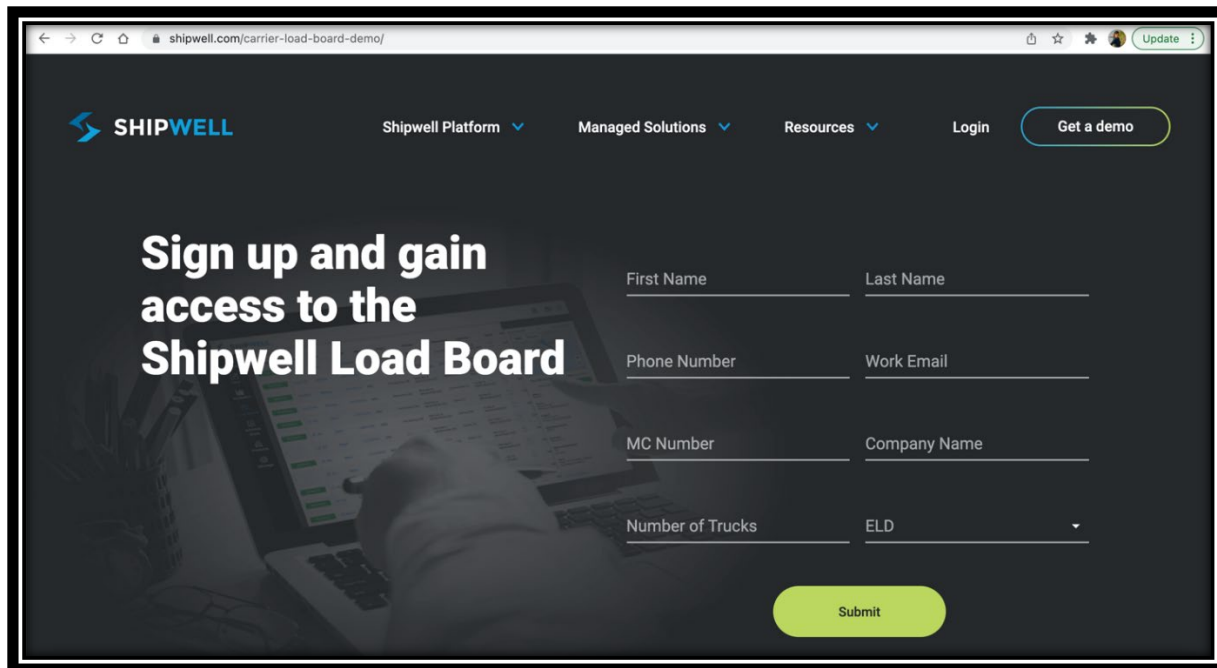 shipwell.com/carrier-load-board-demo/
Update
SHIPWELL
Shipwell Platform
Managed Solutions
Resources
Login
Get a demo
Sign up and gain
access to the
Shipwell Load Board
First Name
Last Name
Phone Number
Work Email
MC Number
Company Name
Number of Trucks
ELD
Submit